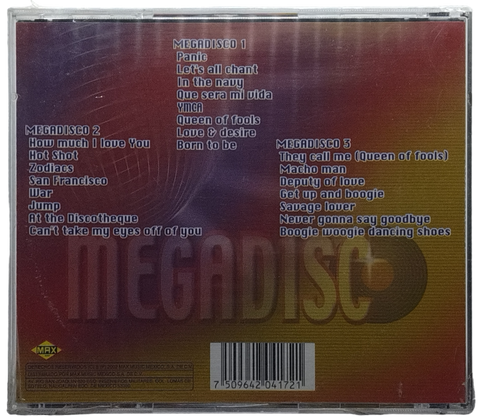 MEGADISCO 1
Panic
Let's all chant
In the navy
Que sera mi vida
YMCA
Queen of fools
Love & desire
Born to be
MEGADISCO 2
How much I love You
Hot Shot
Zodiacs
San Francisco
War
Jump
At the Discotheque
Can't take my eyes off of you
MEGADISCO 3
They call me (Queen of fools)
Macho man
Deputy of love
Get up and boogie
Savage lover
Never gonna say goodbye
Boogie woogie dancing shoes
MEGADISC
MAX
7 509642 041721